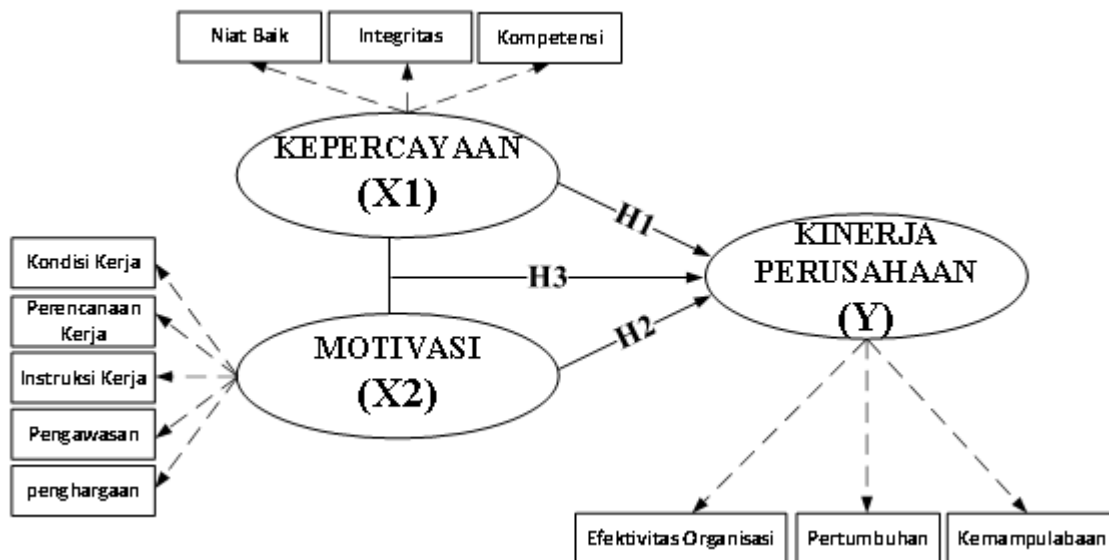 Niat Baik
Integritas
Kompetensi
KEPERCAYAAN
(X1)
H1
Kondisi Kerja
Perencanaan
Kerja
Instruksi Kerja
Pengawasan
penghargaan
H3
KINERJA
PERUSAHAAN
(Y)
MOTIVASI
(X2)
H2
Efektivitas Organisasi
Pertumbuhan
Kemampulabaan